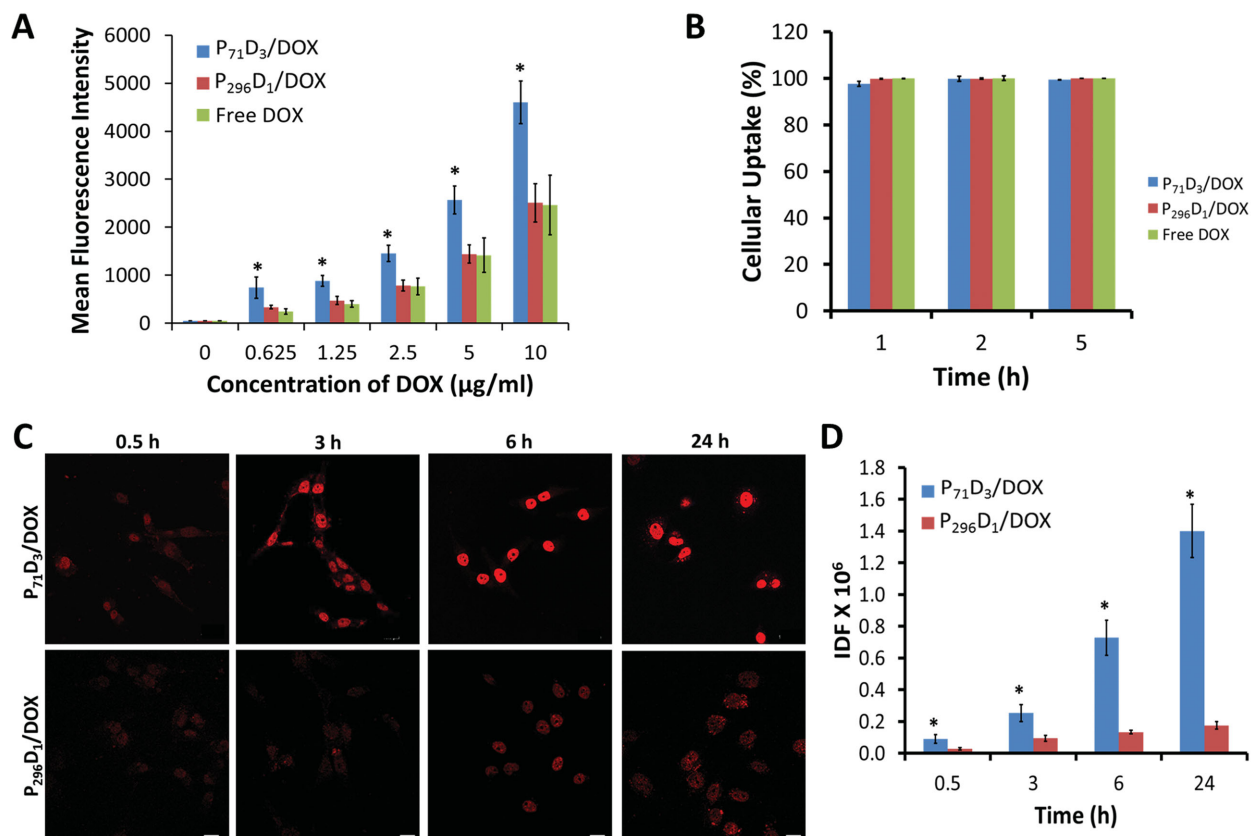 A
Mean Fluorescence Intensity
6000
5000
4000
3000
2000
1000
0
P₇₁D₃/DOX
P₂₉₆D₁/DOX
Free DOX
*
*
*
*
*
0 0.625 1.25 2.5 5 10
Concentration of DOX (µg/ml)
B
Cellular Uptake (%)
120
100
80
60
40
20
0
1 2 5
Time (h)
P₇₁D₃/DOX
P₂₉₆D₁/DOX
Free DOX
C
0.5 h 3 h 6 h 24 h
P₇₁D₃/DOX
P₂₉₆D₁/DOX
D
IDF X 10⁶
1.8
1.6
1.4
1.2
1.0
0.8
0.6
0.4
0.2
0.0
P₇₁D₃/DOX
P₂₉₆D₁/DOX
*
*
*
*
0.5 3 6 24
Time (h)